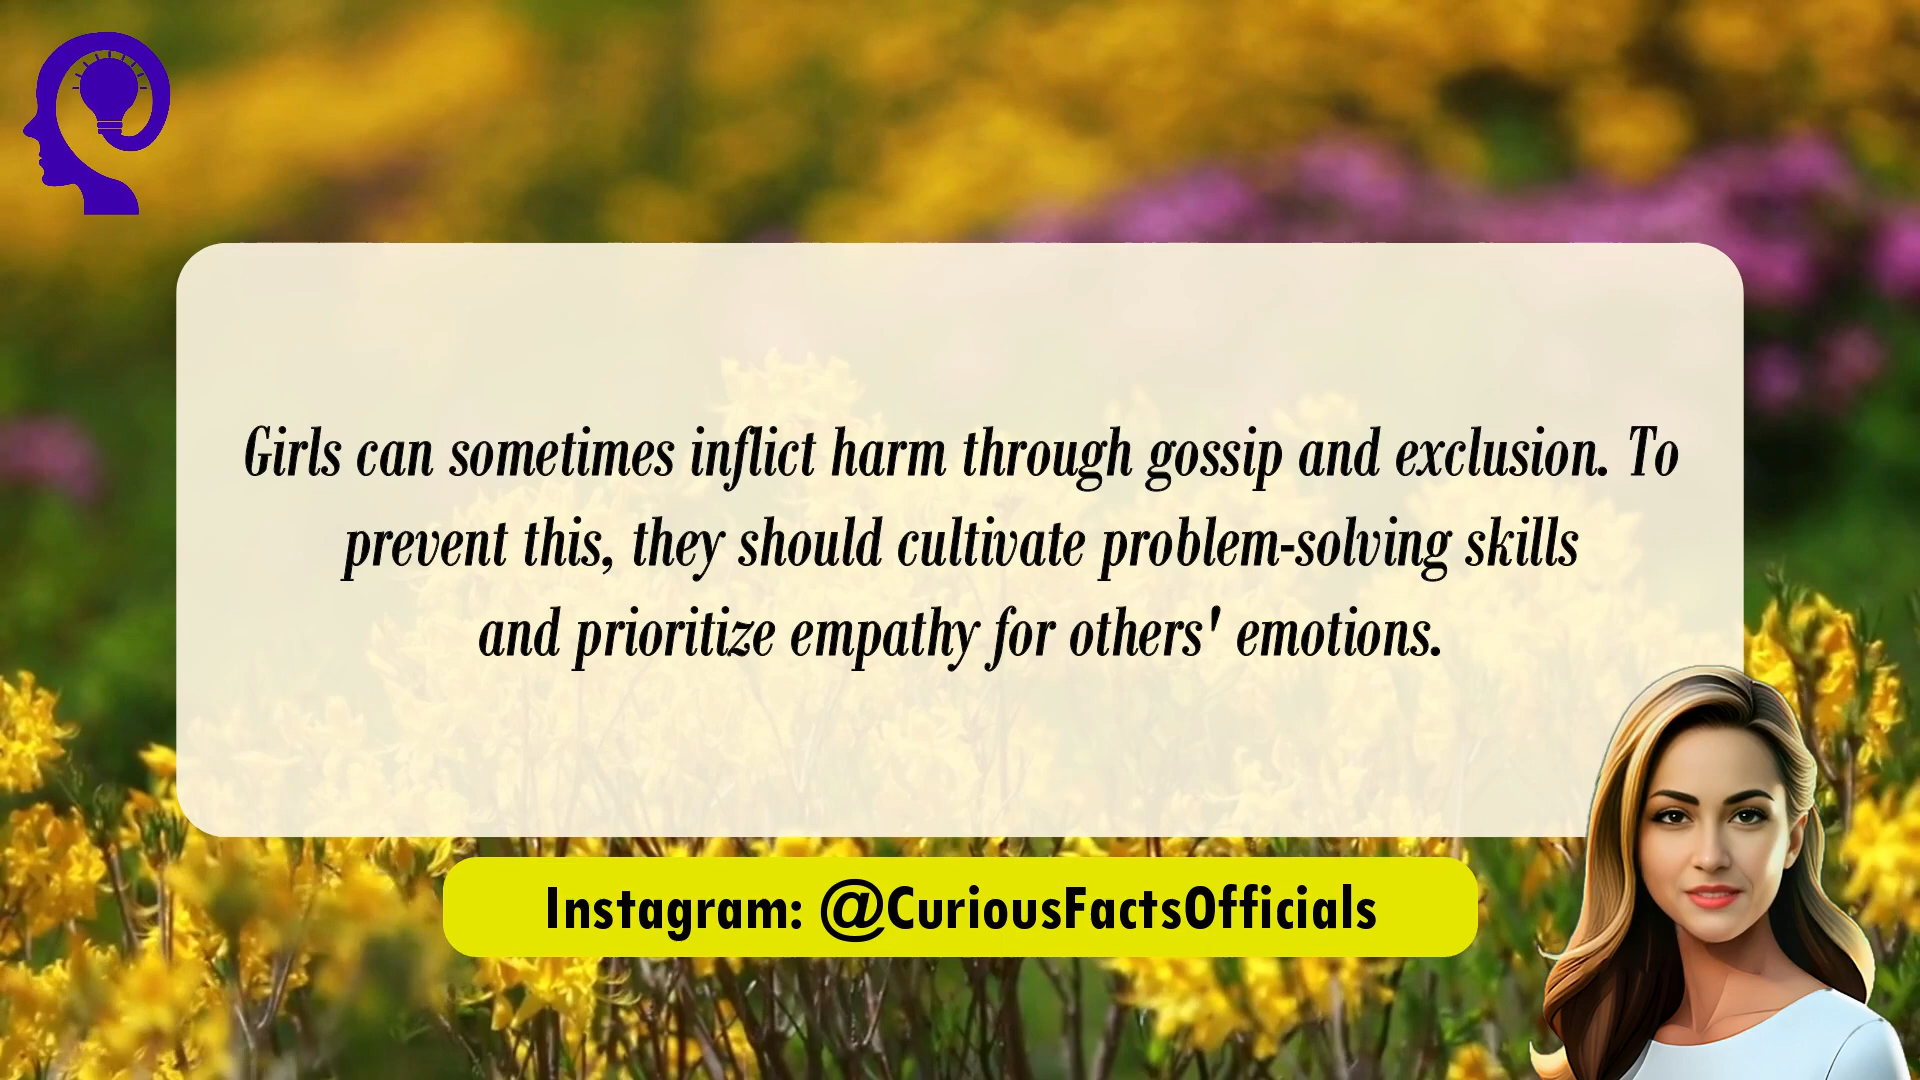 Girls can sometimes inflict harm through gossip and exclusion. To
prevent this, they should cultivate problem-solving skills
and prioritize empathy for others' emotions.
Instagram: @CuriousFactsOfficials